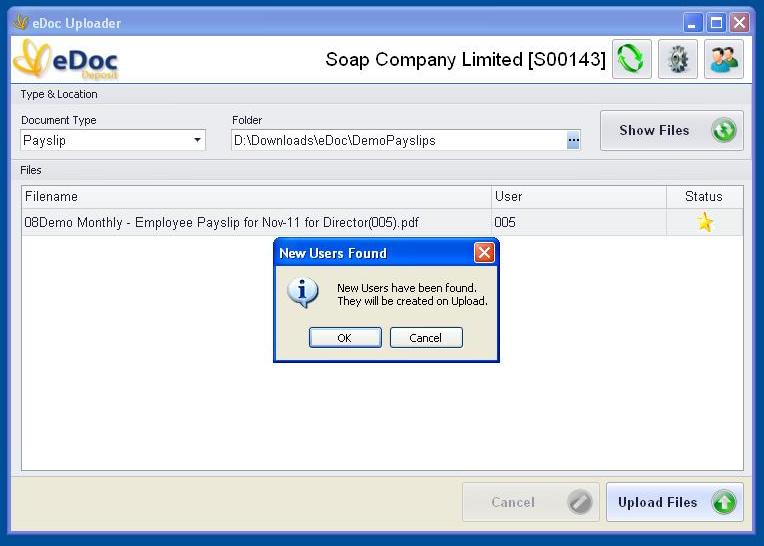 eDoc Uploader
eDoc
Deposit
Soap Company Limited [S00143]
Type & Location
Document Type
Folder
Payslip
D:\Downloads\eDoc\DemoPayslips
...
Show Files
Files
Filename
User
Status
08Demo Monthly - Employee Payslip for Nov-11 for Director(005).pdf
005
New Users Found
New Users have been found.
They will be created on Upload.
OK
Cancel
Cancel
Upload Files